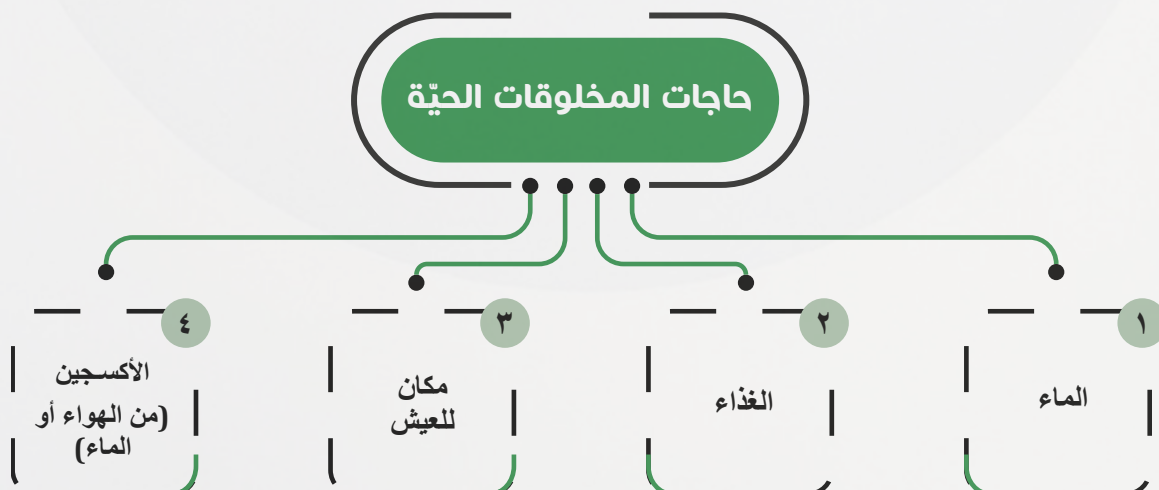 حاجات المخلوقات الحيّة
١
الماء
٢
الغذاء
٣
مكان
للعيش
٤
الأكسجين
(من الهواء أو
الماء)